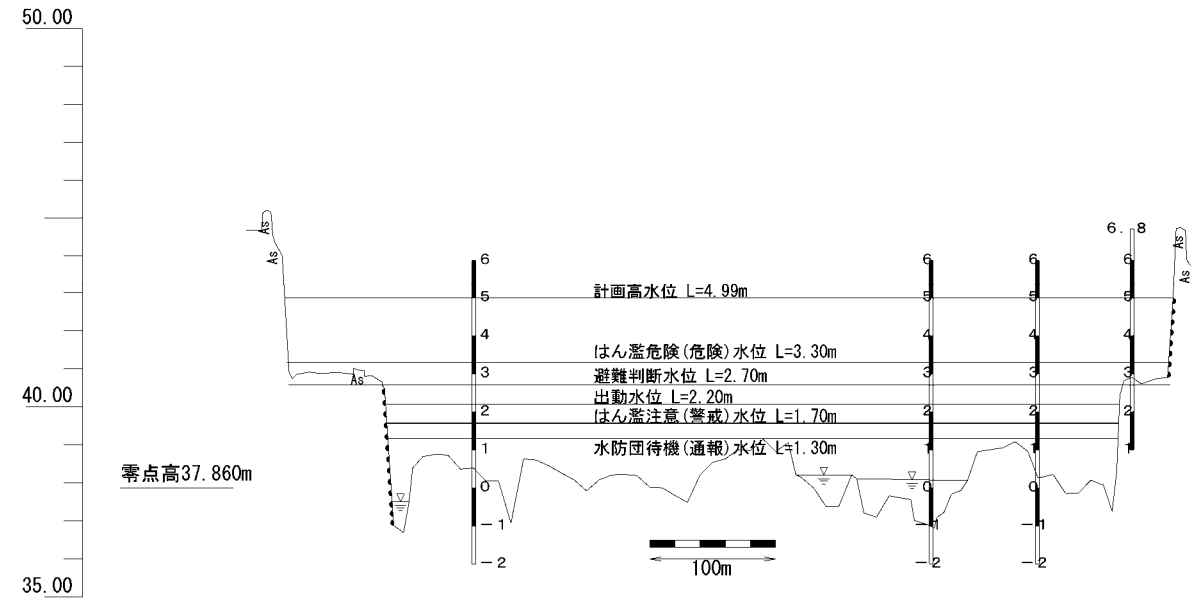 50.00
As
As
6.8
As
As
6
6
6
6
計画高水位 L=4.99m
5
5
5
5
4
4
4
4
はん濫危険(危険)水位 L=3.30m
3
3
3
3
避難判断水位 L=2.70m
As
40.00
出動水位 L=2.20m
2
2
2
2
はん濫注意(警戒)水位 L=1.70m
水防団待機(通報)水位 L=1.30m
1
1
1
1
零点高37.860m
0
0
0
-1
-1
-1
-2
-2
-2
100m
35.00